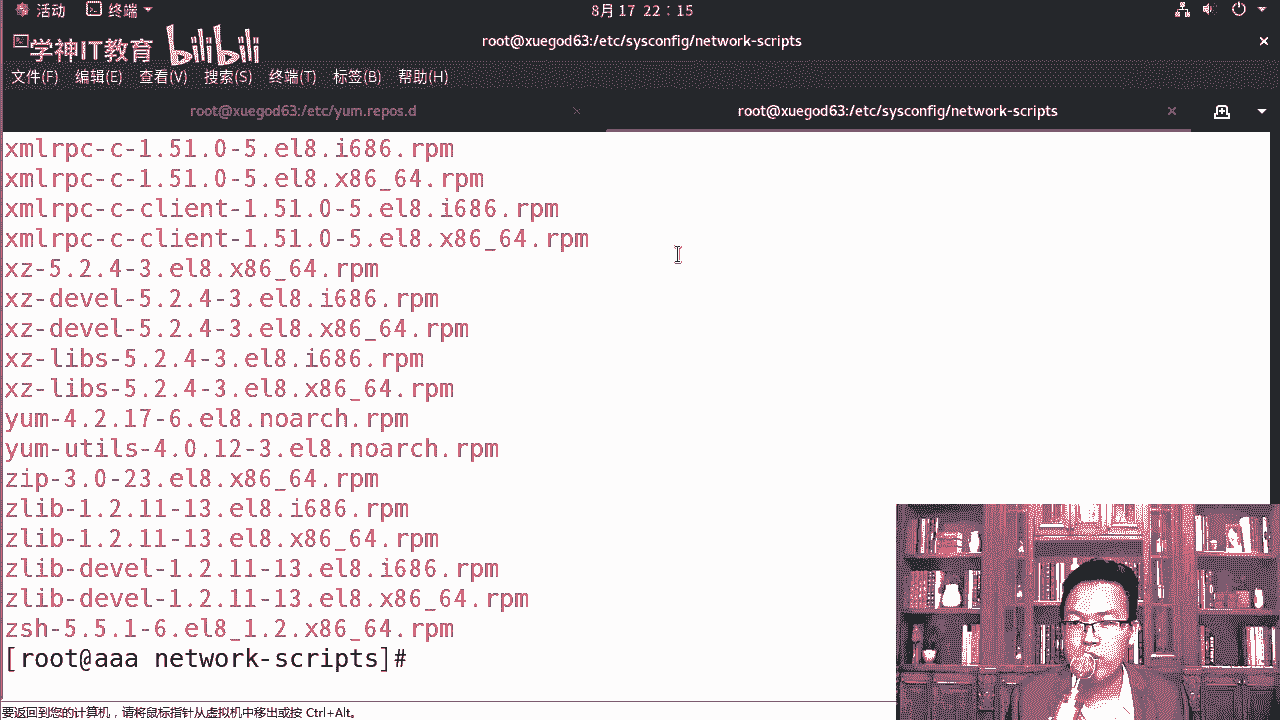 活动 终端 8月 17 22：15
学神IT教育 bilibili root@xuegod63:/etc/sysconfig/network-scripts
文件(F) 编辑(E) 查看(V) 搜索(S) 终端(T) 标签(B) 帮助(H)
root@xuegod63:/etc/yum.repos.d root@xuegod63:/etc/sysconfig/network-scripts
xmlrpc-c-1.51.0-5.el8.i686.rpm
xmlrpc-c-1.51.0-5.el8.x86_64.rpm
xmlrpc-c-client-1.51.0-5.el8.i686.rpm
xmlrpc-c-client-1.51.0-5.el8.x86_64.rpm
xz-5.2.4-3.el8.x86_64.rpm
xz-devel-5.2.4-3.el8.i686.rpm
xz-devel-5.2.4-3.el8.x86_64.rpm
xz-libs-5.2.4-3.el8.i686.rpm
xz-libs-5.2.4-3.el8.x86_64.rpm
yum-4.2.17-6.el8.noarch.rpm
yum-utils-4.0.12-3.el8.noarch.rpm
zip-3.0-23.el8.x86_64.rpm
zlib-1.2.11-13.el8.i686.rpm
zlib-1.2.11-13.el8.x86_64.rpm
zlib-devel-1.2.11-13.el8.i686.rpm
zlib-devel-1.2.11-13.el8.x86_64.rpm
zsh-5.5.1-6.el8_1.2.x86_64.rpm
[root@aaa network-scripts]#
要返回到您的计算机，请将鼠标指针从虚拟机中移出或按 Ctrl+Alt。